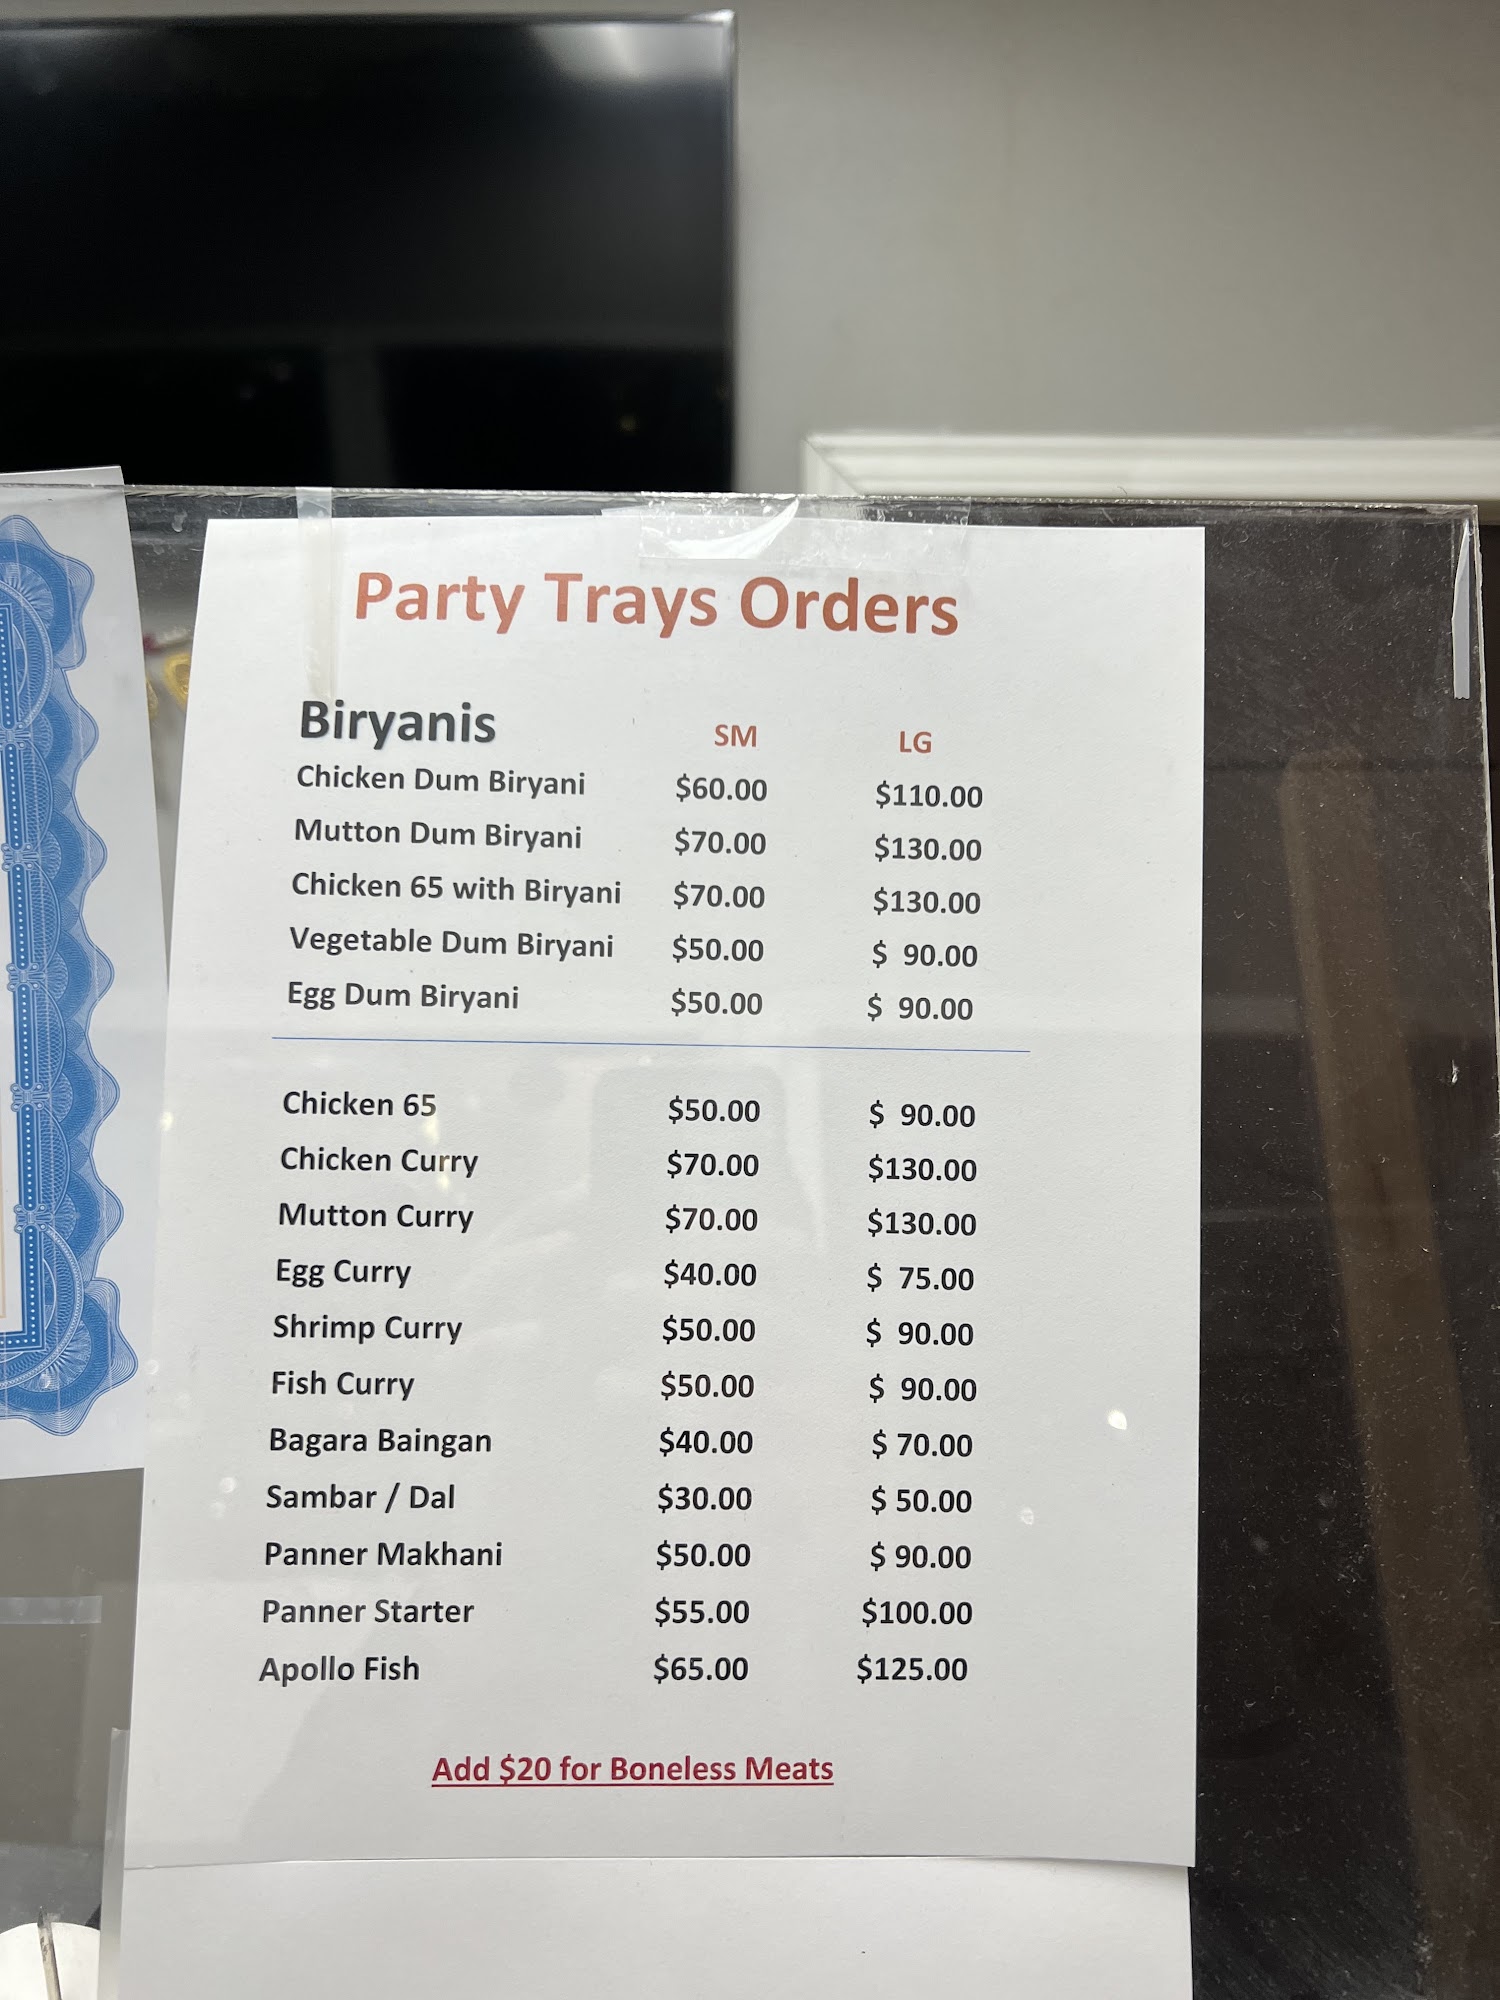 Party Trays Orders
Biryanis SM LG
Chicken Dum Biryani $60.00 $110.00
Mutton Dum Biryani $70.00 $130.00
Chicken 65 with Biryani $70.00 $130.00
Vegetable Dum Biryani $50.00 $ 90.00
Egg Dum Biryani $50.00 $ 90.00
Chicken 65 $50.00 $ 90.00
Chicken Curry $70.00 $130.00
Mutton Curry $70.00 $130.00
Egg Curry $40.00 $ 75.00
Shrimp Curry $50.00 $ 90.00
Fish Curry $50.00 $ 90.00
Bagara Baingan $40.00 $ 70.00
Sambar / Dal $30.00 $ 50.00
Panner Makhani $50.00 $ 90.00
Panner Starter $55.00 $100.00
Apollo Fish $65.00 $125.00
Add $20 for Boneless Meats